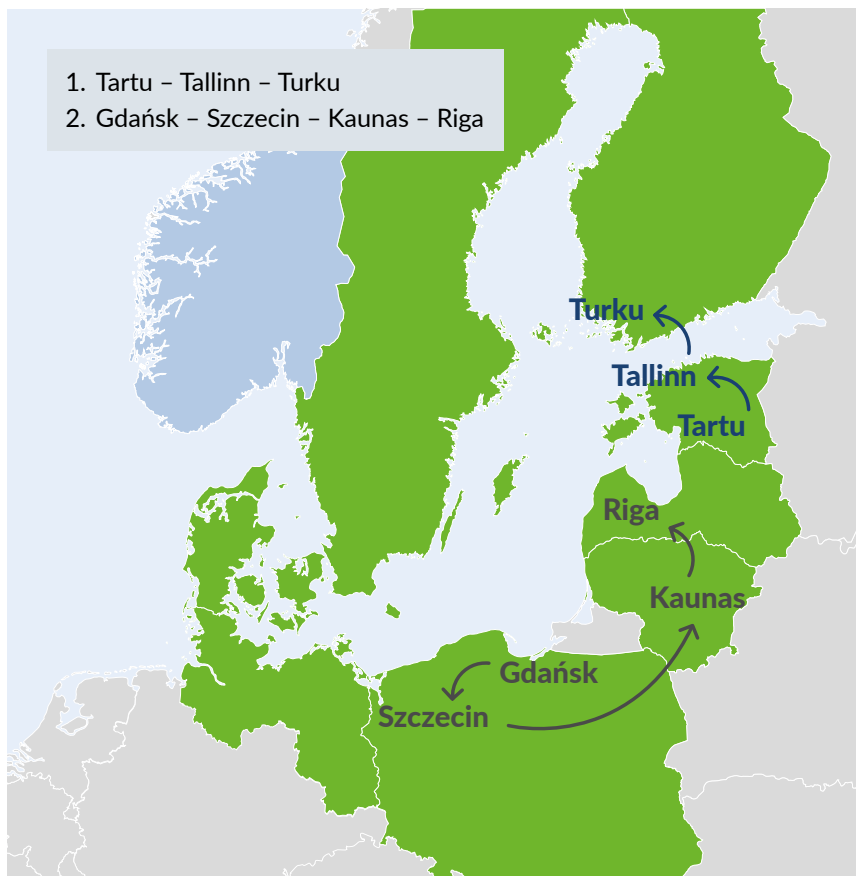 1. Tartu – Tallinn – Turku
2. Gdańsk – Szczecin – Kaunas – Riga
Turku
Tallinn
Tartu
Riga
Kaunas
Gdańsk
Szczecin